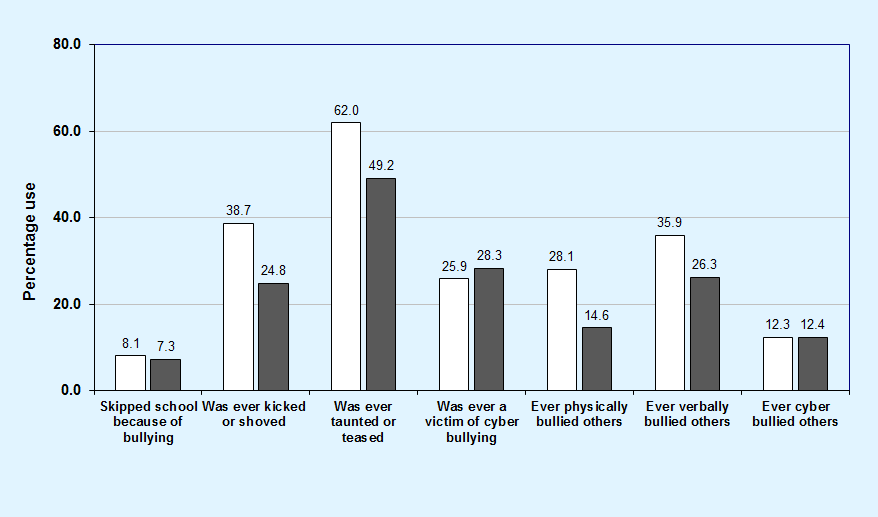 80.0
60.0
40.0
20.0
0.0
Percentage use
8.1
7.3
38.7
24.8
62.0
49.2
25.9
28.3
28.1
14.6
35.9
26.3
12.3
12.4
Skipped school
because of
bullying
Was ever kicked
or shoved
Was ever
taunted or
teased
Was ever a
victim of cyber
bullying
Ever physically
bullied others
Ever verbally
bullied others
Ever cyber
bullied others